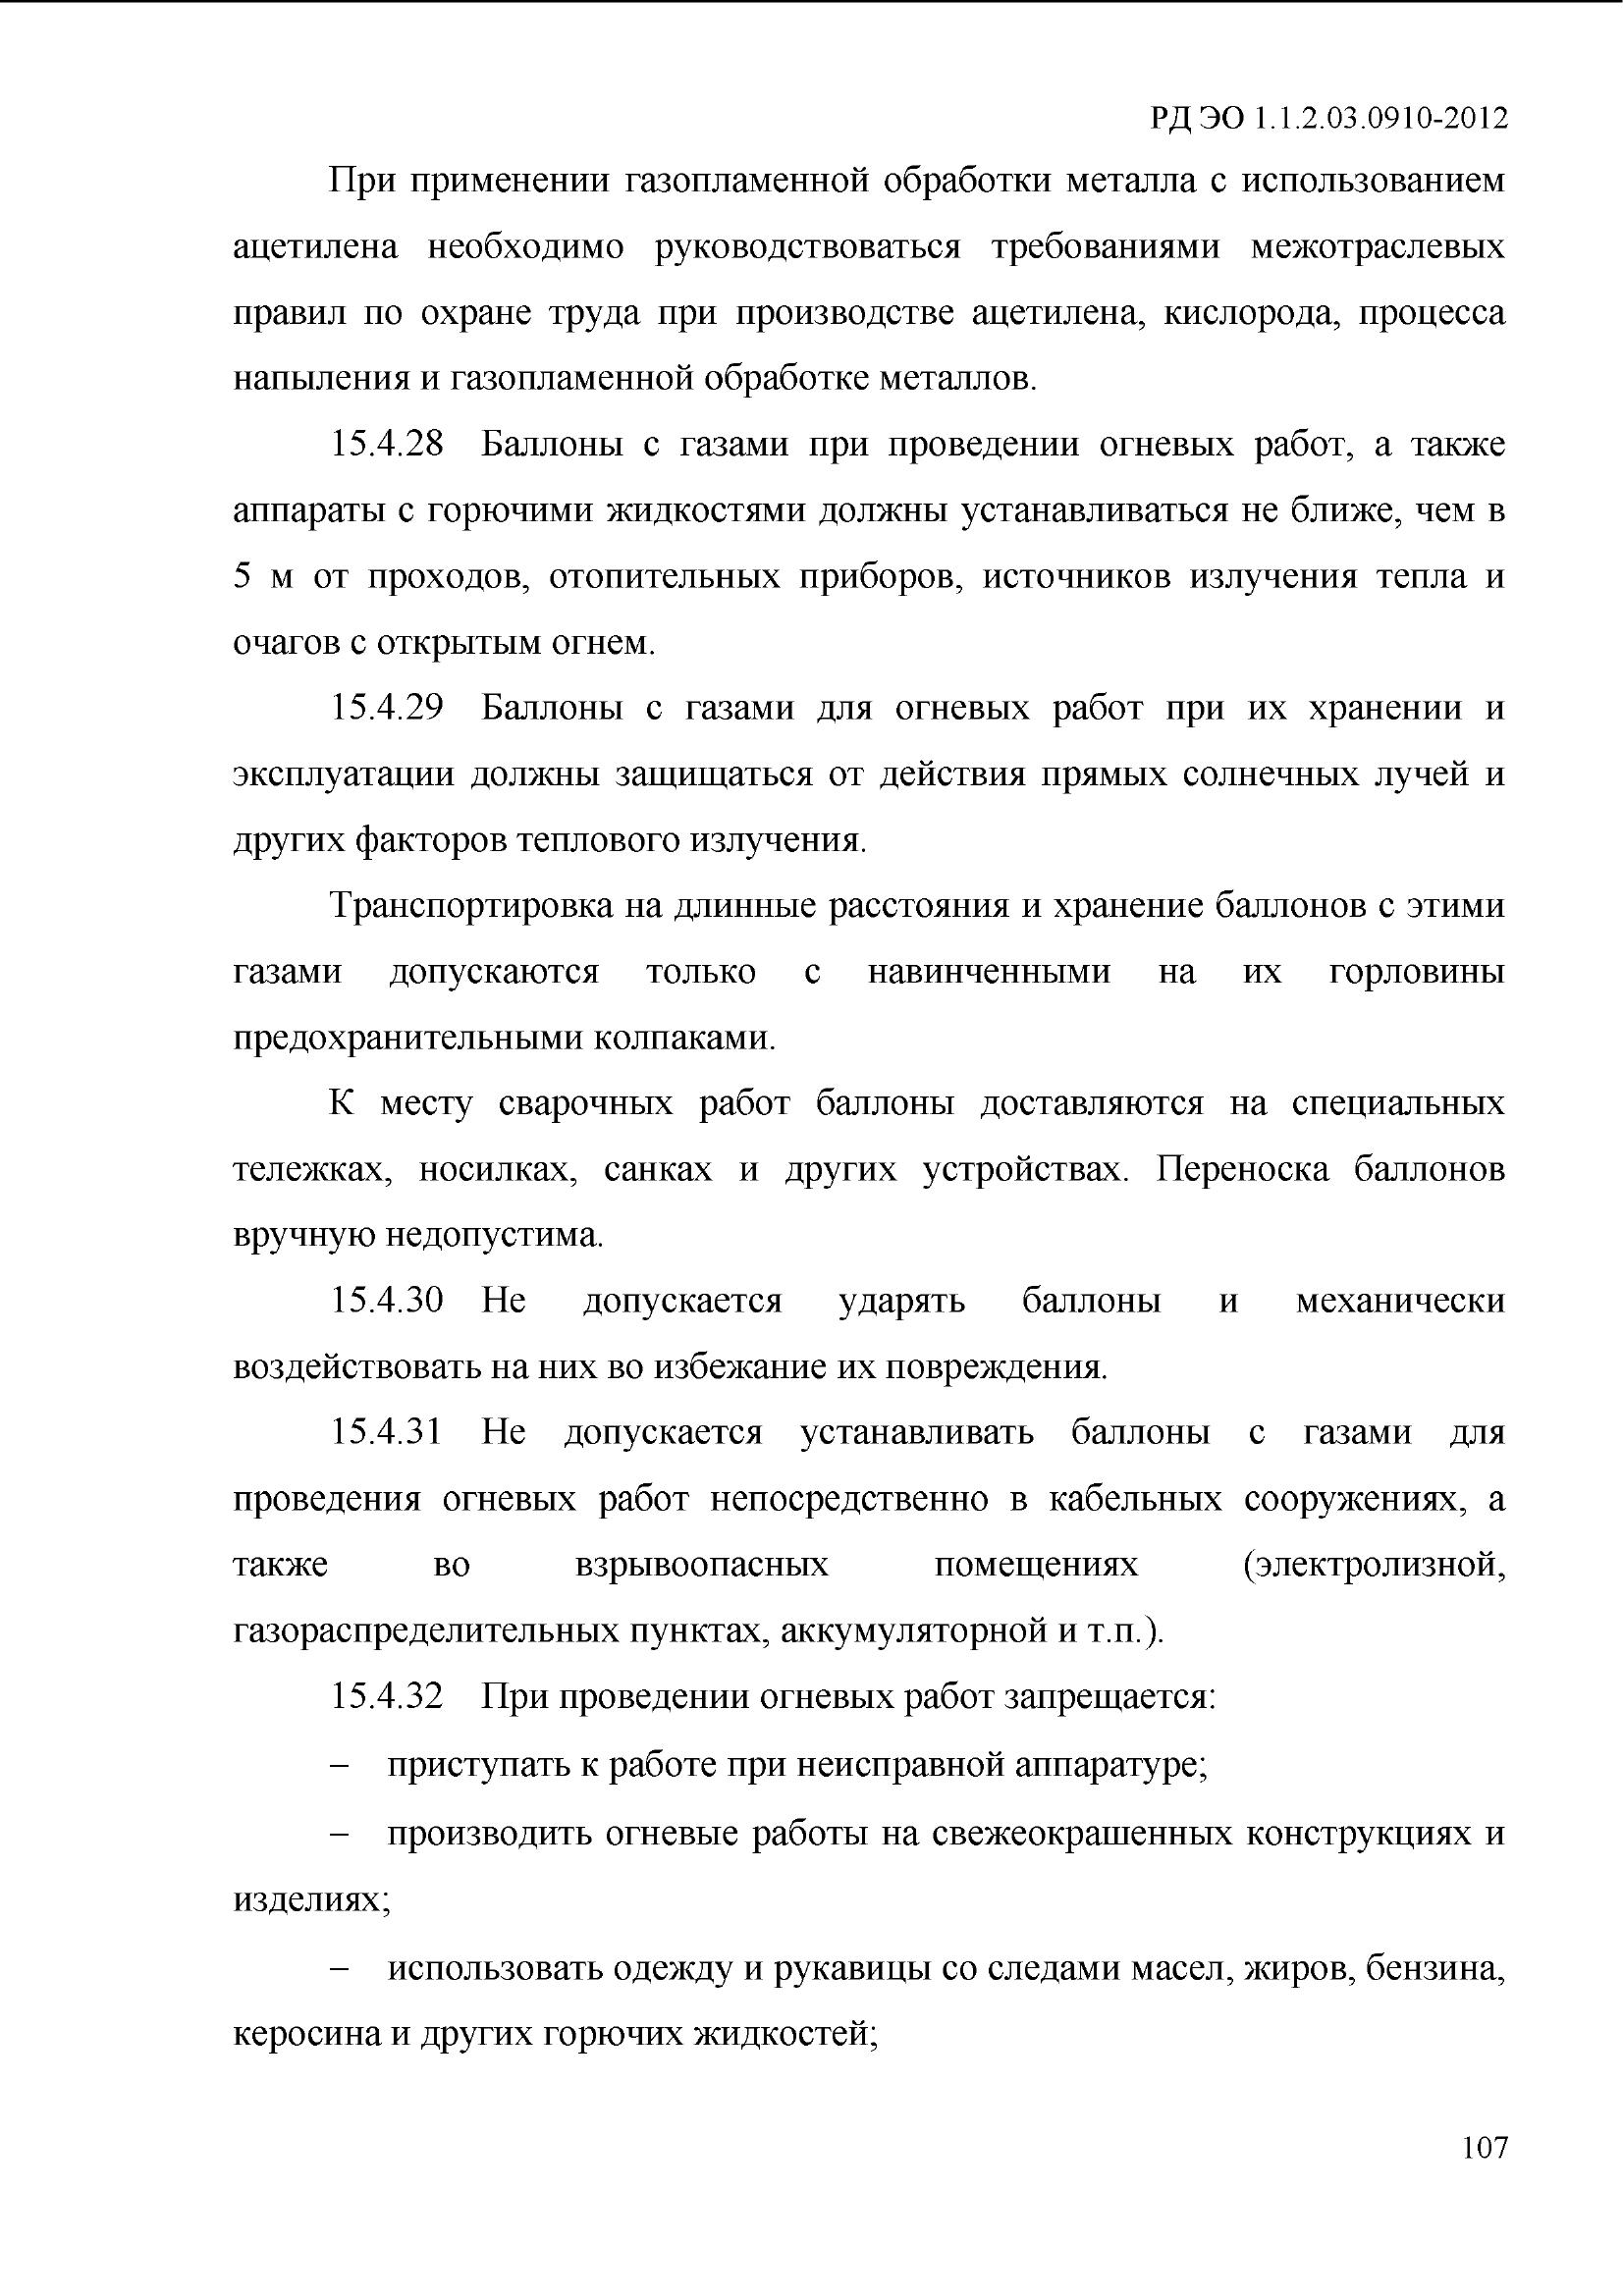 РД ЭО 1.1.2.03.0910-2012
При применении газопламенной обработки металла с использованием
ацетилена необходимо руководствоваться требованиями межотраслевых
правил по охране труда при производстве ацетилена, кислорода, процесса
напыления и газопламенной обработке металлов.
15.4.28 Баллоны с газами при проведении огневых работ, а также
аппараты с горючими жидкостями должны устанавливаться не ближе, чем в
5 м от проходов, отопительных приборов, источников излучения тепла и
очагов с открытым огнем.
15.4.29 Баллоны с газами для огневых работ при их хранении и
эксплуатации должны защищаться от действия прямых солнечных лучей и
других факторов теплового излучения.
Транспортировка на длинные расстояния и хранение баллонов с этими
газами допускаются только с навинченными на их горловины
предохранительными колпаками.
К месту сварочных работ баллоны доставляются на специальных
тележках, носилках, санках и других устройствах. Переноска баллонов
вручную недопустима.
15.4.30 Не допускается ударять баллоны и механически
воздействовать на них во избежание их повреждения.
15.4.31 Не допускается устанавливать баллоны с газами для
проведения огневых работ непосредственно в кабельных сооружениях, а
также во взрывоопасных помещениях (электролизной,
газораспределительных пунктах, аккумуляторной и т.п.).
15.4.32 При проведении огневых работ запрещается:
– приступать к работе при неисправной аппаратуре;
– производить огневые работы на свежеокрашенных конструкциях и
изделиях;
– использовать одежду и рукавицы со следами масел, жиров, бензина,
керосина и других горючих жидкостей;
107